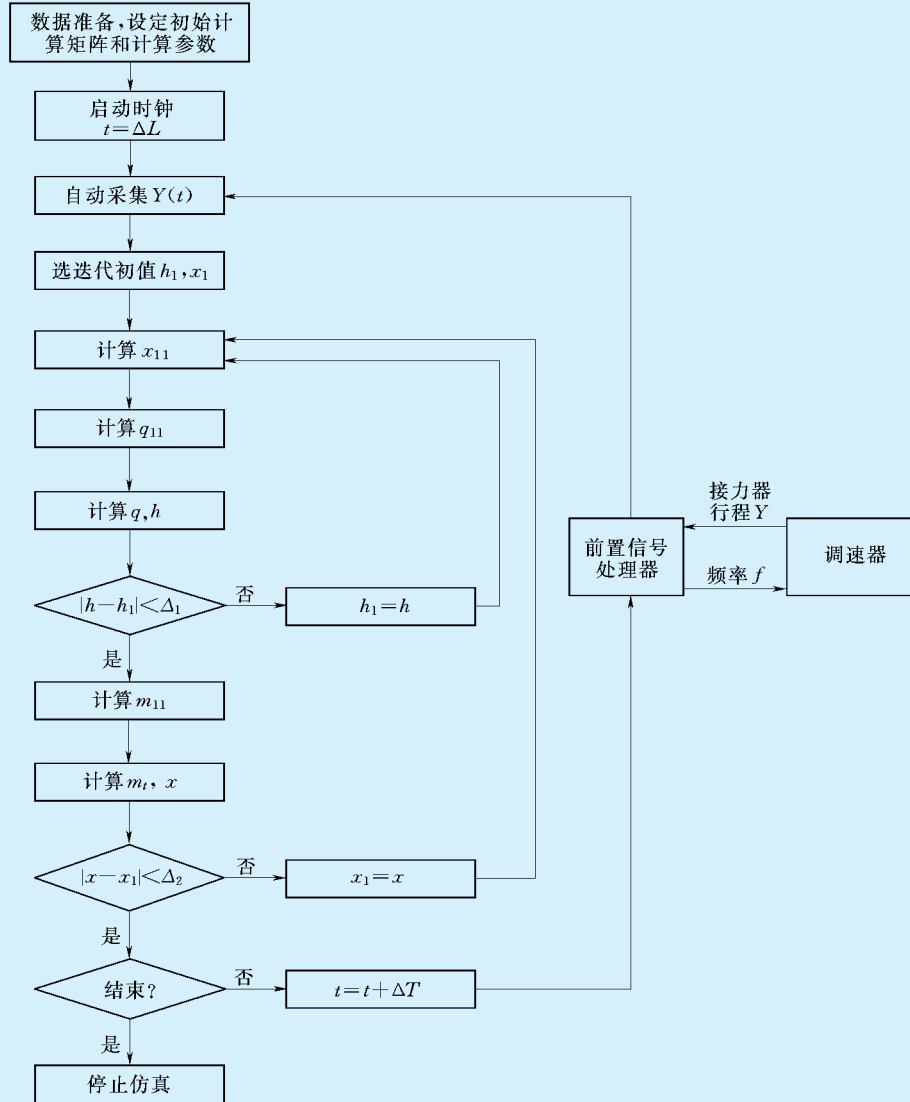 数据准备,设定初始计
算矩阵和计算参数
启动时钟
t=ΔL
自动采集Y(t)
选迭代初值h₁,x₁
计算x₁₁
计算q₁₁
计算q,h
|h−h₁|<Δ₁
否
h₁=h
是
计算m₁₁
计算mₜ, x
|x−x₁|<Δ₂
否
x₁=x
是
结束?
否
t=t+ΔT
是
停止仿真
前置信号
处理器
接力器
行程Y
频率f
调速器